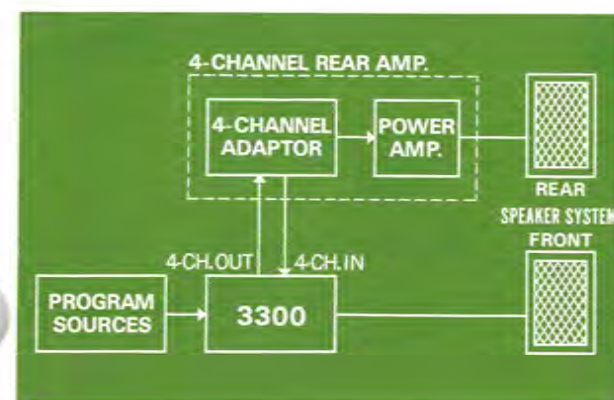 4-CHANNEL REAR AMP.
4-CHANNEL
ADAPTOR
POWER
AMP.
REAR
SPEAKER SYSTEM
FRONT
4-CH.OUT
4-CH.IN
PROGRAM
SOURCES
3300